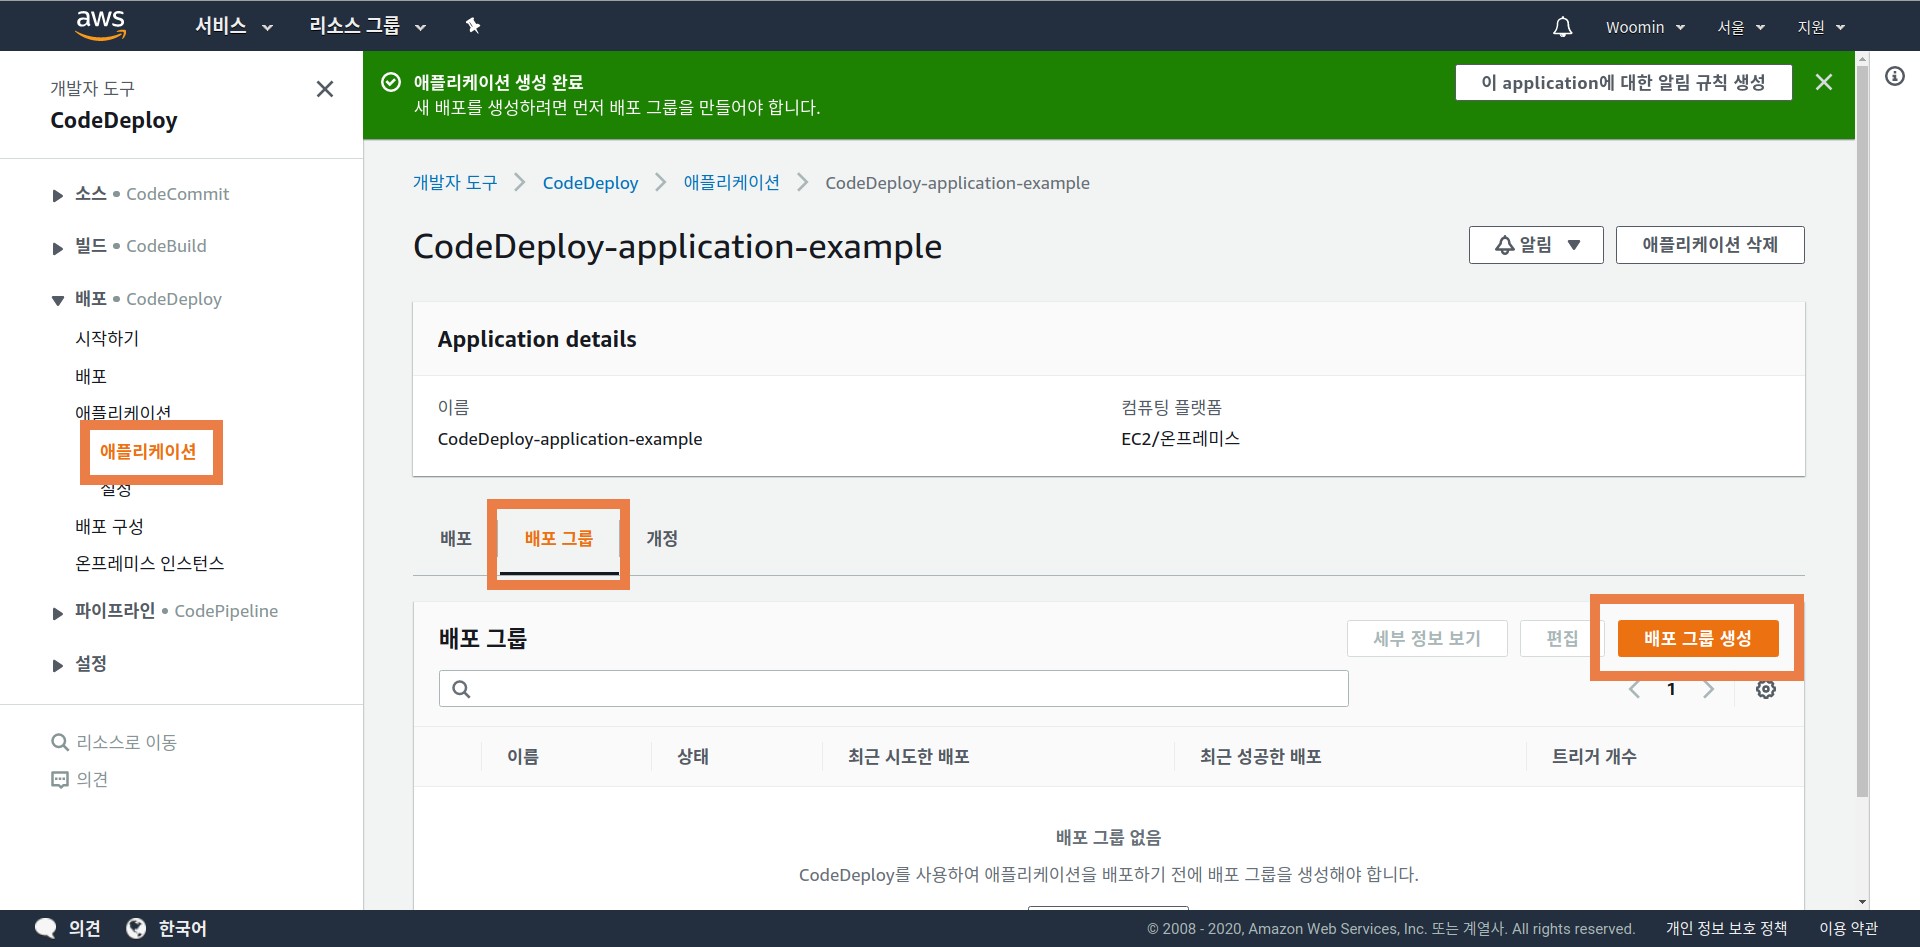 aws
서비스
리소스 그룹
Woomin
서울
지원
개발자 도구
CodeDeploy
소스 • CodeCommit
빌드 • CodeBuild
배포 • CodeDeploy
시작하기
배포
애플리케이션
애플리케이션
설정
배포 구성
온프레미스 인스턴스
파이프라인 • CodePipeline
설정
리소스로 이동
의견
애플리케이션 생성 완료
새 배포를 생성하려면 먼저 배포 그룹을 만들어야 합니다.
이 application에 대한 알림 규칙 생성
개발자 도구 > CodeDeploy > 애플리케이션 > CodeDeploy-application-example
CodeDeploy-application-example
알림
애플리케이션 삭제
Application details
이름
CodeDeploy-application-example
컴퓨팅 플랫폼
EC2/온프레미스
배포
배포 그룹
개정
배포 그룹
세부 정보 보기
편집
배포 그룹 생성
1
이름
상태
최근 시도한 배포
최근 성공한 배포
트리거 개수
배포 그룹 없음
CodeDeploy를 사용하여 애플리케이션을 배포하기 전에 배포 그룹을 생성해야 합니다.
의견
한국어
© 2008 - 2020, Amazon Web Services, Inc. 또는 계열사. All rights reserved.
개인 정보 보호 정책
이용 약관